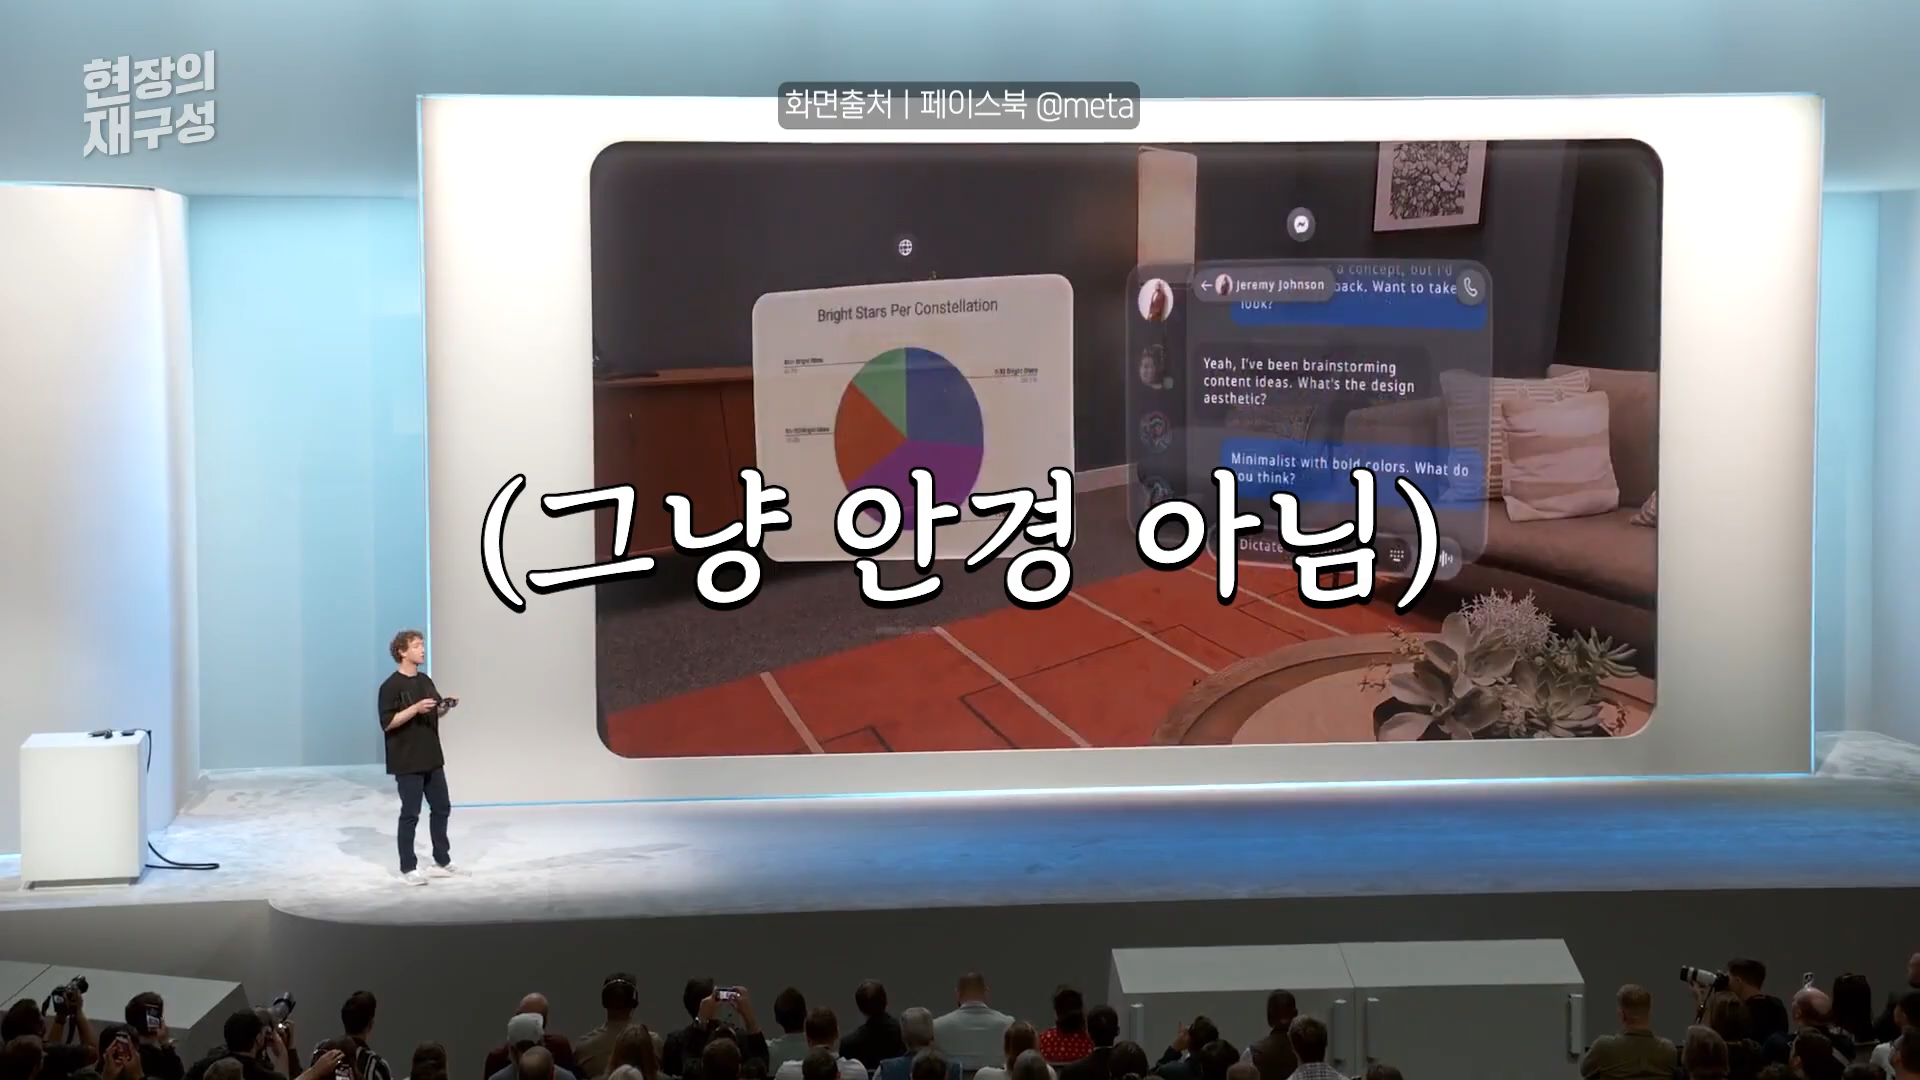 현장의
재구성
화면출처 | 페이스북 @meta
Bright Stars Per Constellation
Jeremy Johnson
a concept, but I'd
back. Want to take
look?
Yeah, I've been brainstorming
content ideas. What's the design
aesthetic?
Minimalist with bold colors. What do
you think?
Dictate
(그냥 안경 아님)